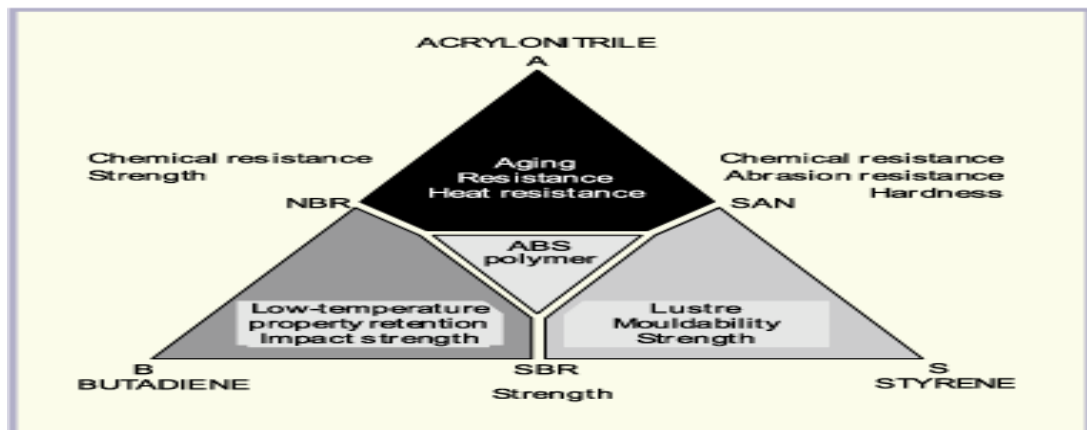 ACRYLONITRILE
A
Chemical resistance
Strength
Aging
Resistance
Heat resistance
Chemical resistance
Abrasion resistance
Hardness
NBR
SAN
ABS
polymer
Low-temperature
property retention
Impact strength
Lustre
Mouldability
Strength
B
BUTADIENE
SBR
Strength
S
STYRENE